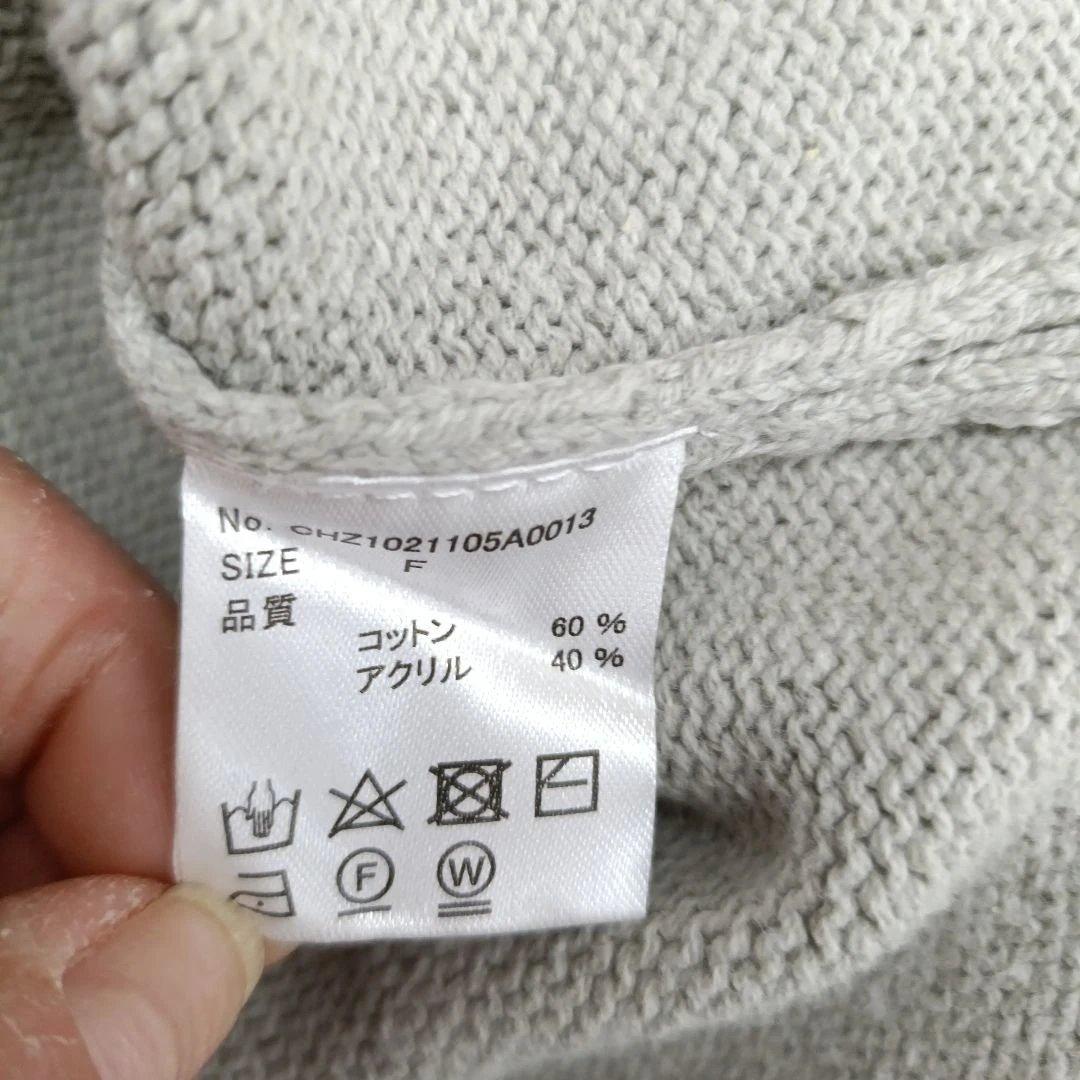 No. CHZ1021105A0013
SIZE F
品質
コットン 60 %
アクリル 40 %
F W